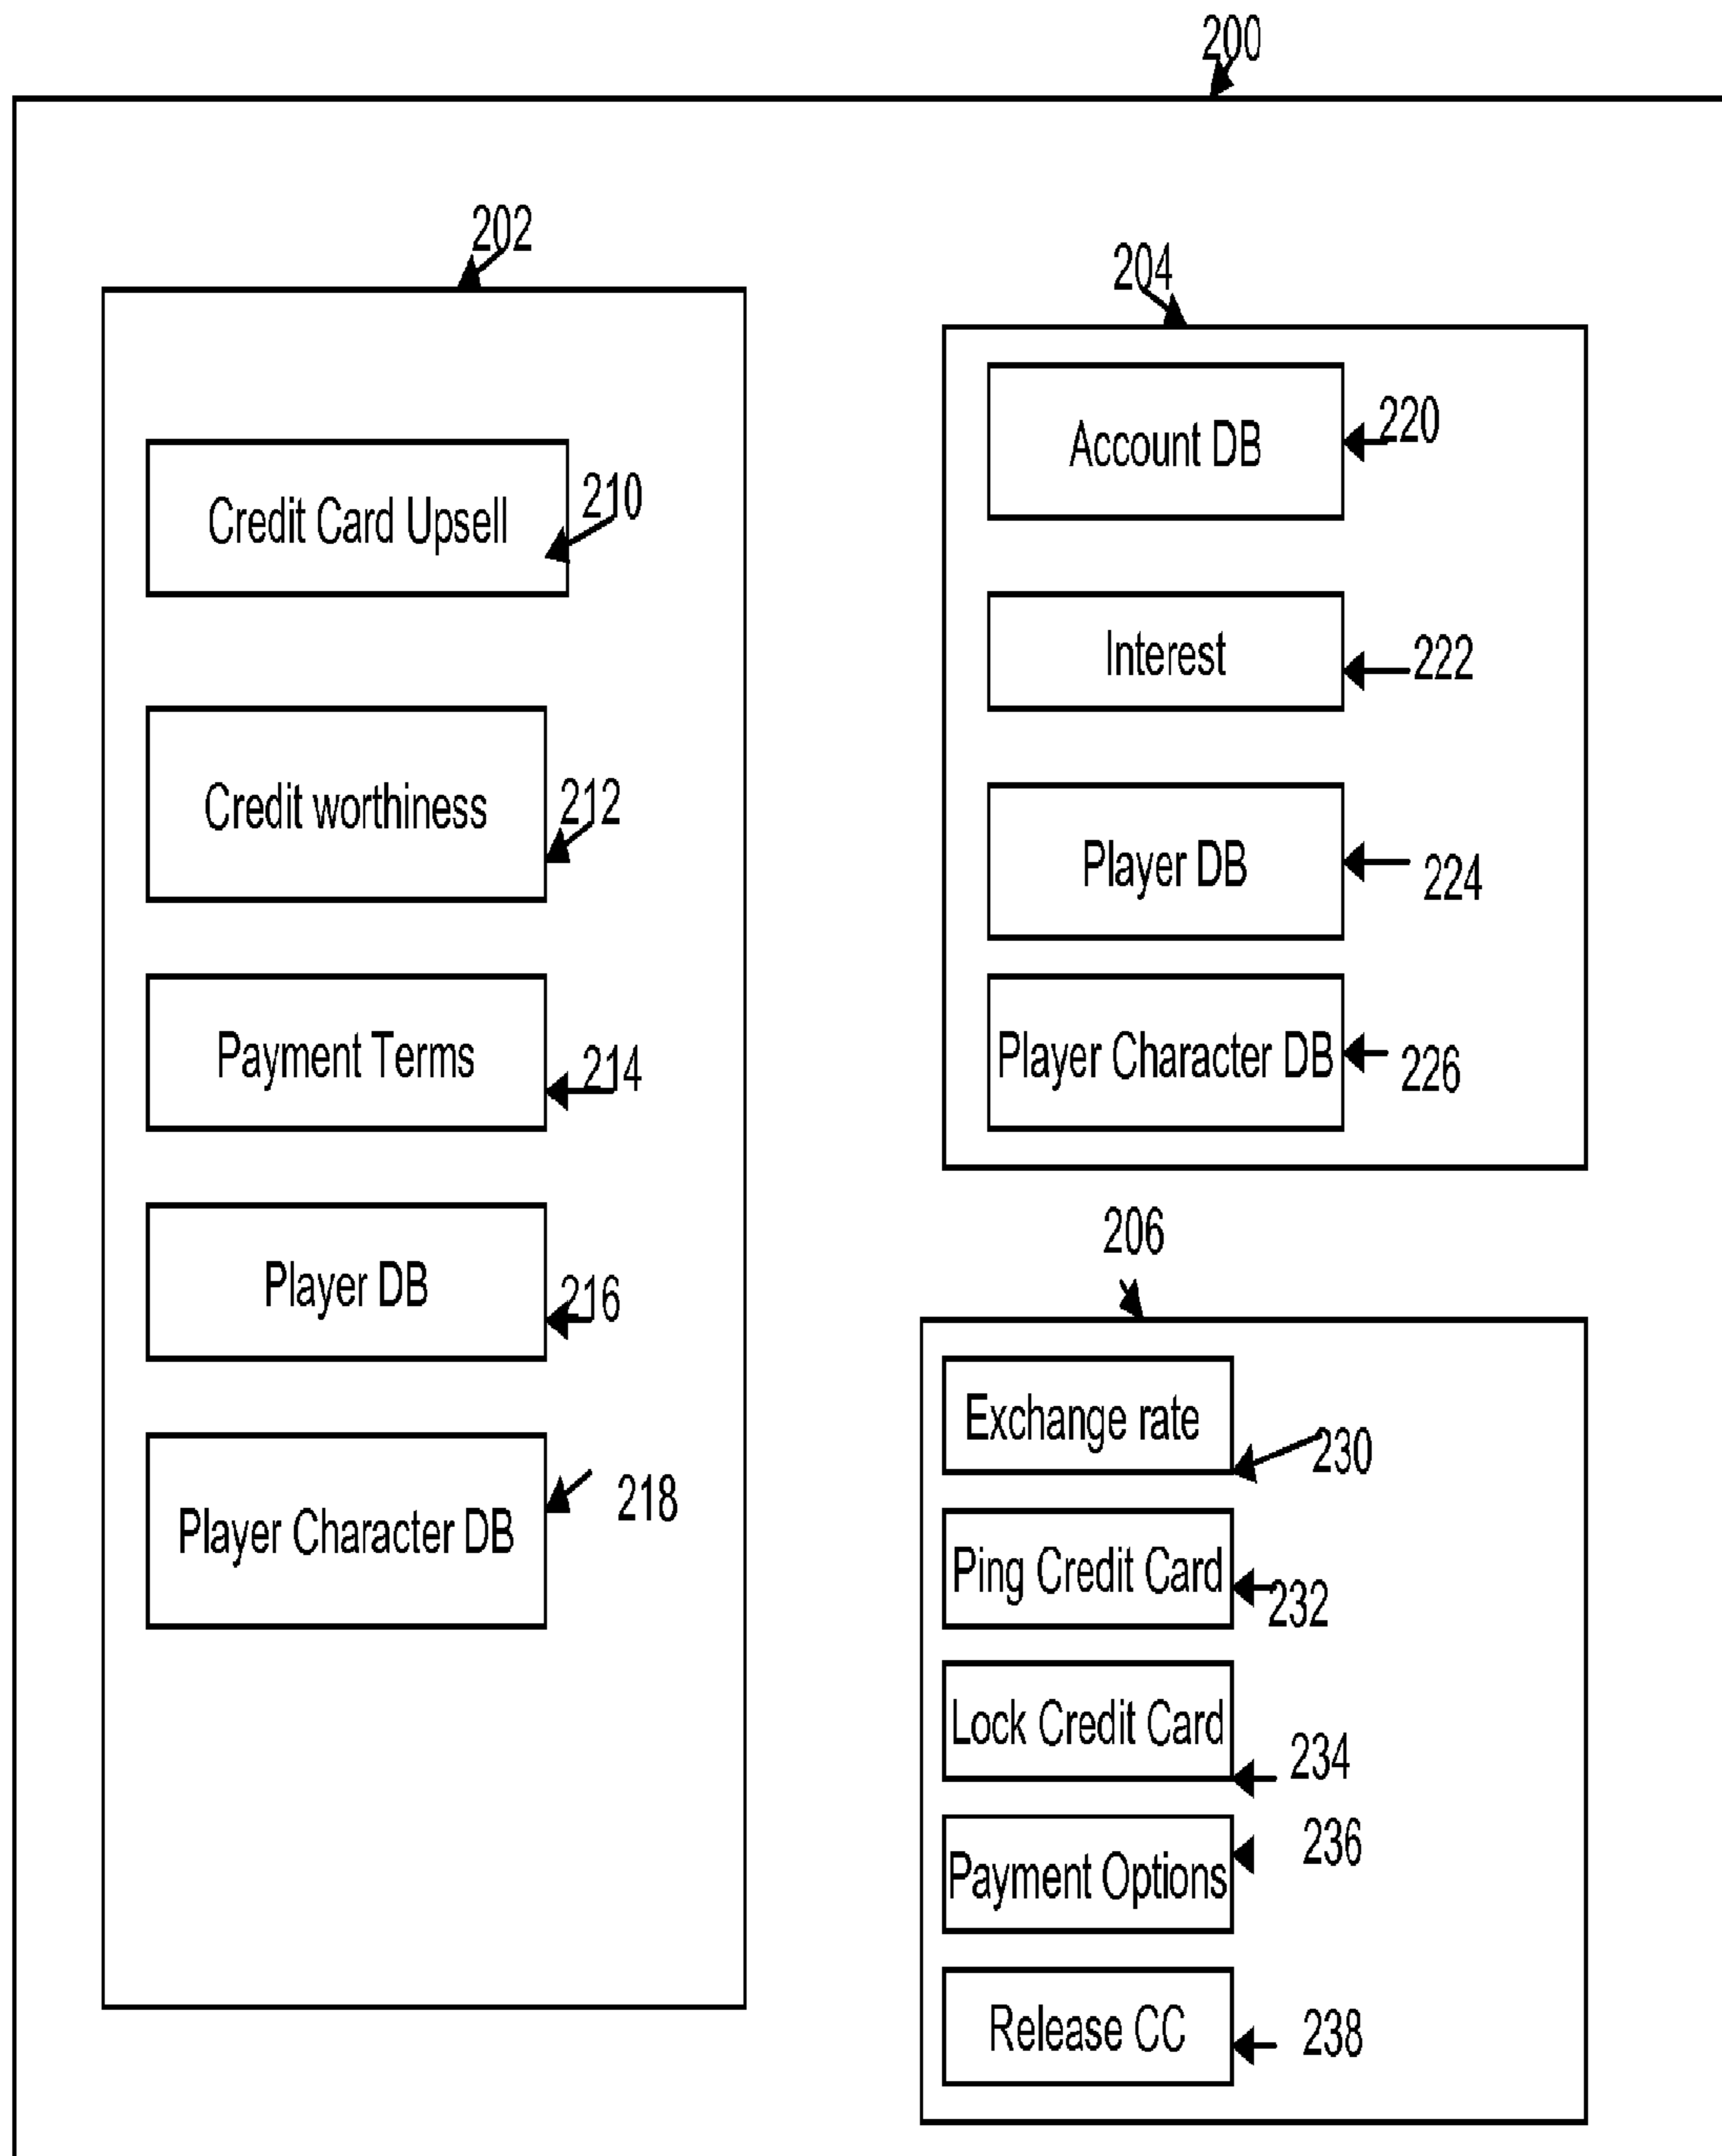 200
202
Credit Card Upsell
210
Credit worthiness
212
Payment Terms
214
Player DB
216
Player Character DB
218
204
Account DB
220
Interest
222
Player DB
224
Player Character DB
226
206
Exchange rate
230
Ping Credit Card
232
Lock Credit Card
234
Payment Options
236
Release CC
238